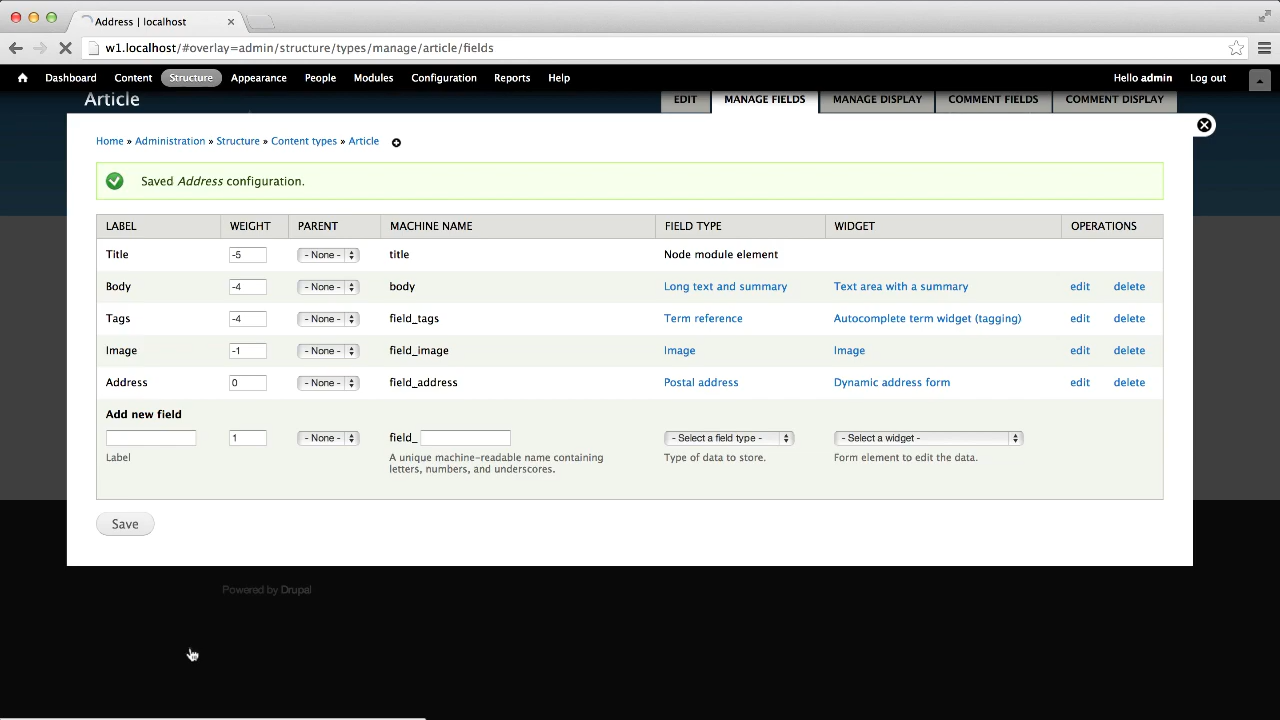 Address | localhost
w1.localhost/#overlay=admin/structure/types/manage/article/fields
Dashboard Content Structure Appearance People Modules Configuration Reports Help Hello admin Log out
Article EDIT MANAGE FIELDS MANAGE DISPLAY COMMENT FIELDS COMMENT DISPLAY
Home » Administration » Structure » Content types » Article
Saved Address configuration.
LABEL WEIGHT PARENT MACHINE NAME FIELD TYPE WIDGET OPERATIONS
Title -5 - None - title Node module element
Body -4 - None - body Long text and summary Text area with a summary edit delete
Tags -4 - None - field_tags Term reference Autocomplete term widget (tagging) edit delete
Image -1 - None - field_image Image Image edit delete
Address 0 - None - field_address Postal address Dynamic address form edit delete
Add new field
1 - None - field_ - Select a field type - - Select a widget -
Label A unique machine-readable name containing Type of data to store. Form element to edit the data.
letters, numbers, and underscores.
Save
Powered by Drupal